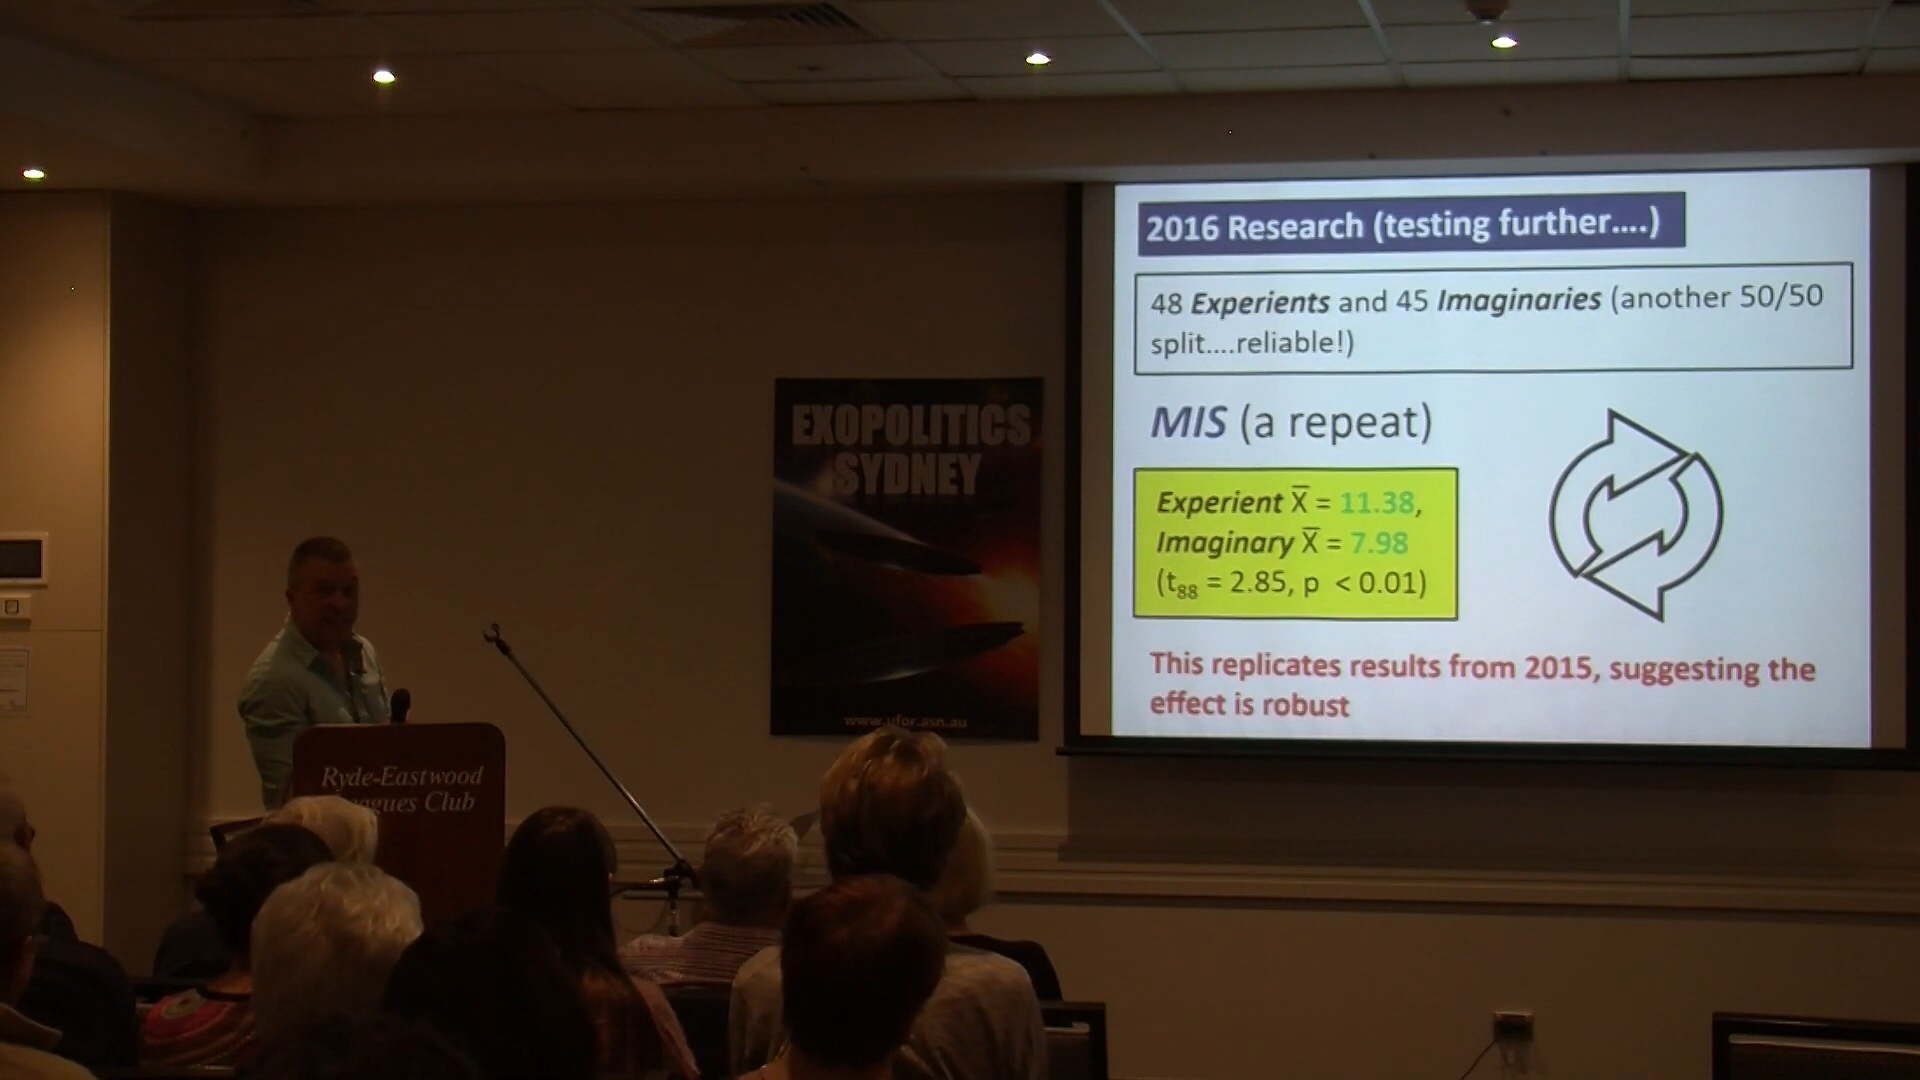 2016 Research (testing further....)
48 Experients and 45 Imaginaries (another 50/50
split....reliable!)
MIS (a repeat)
Experient X̅ = 11.38,
Imaginary X̅ = 7.98
(t₈₈ = 2.85, p < 0.01)
This replicates results from 2015, suggesting the
effect is robust
EXOPOLITICS
SYDNEY
www.ufor.asn.au
Ryde-Eastwood
Club